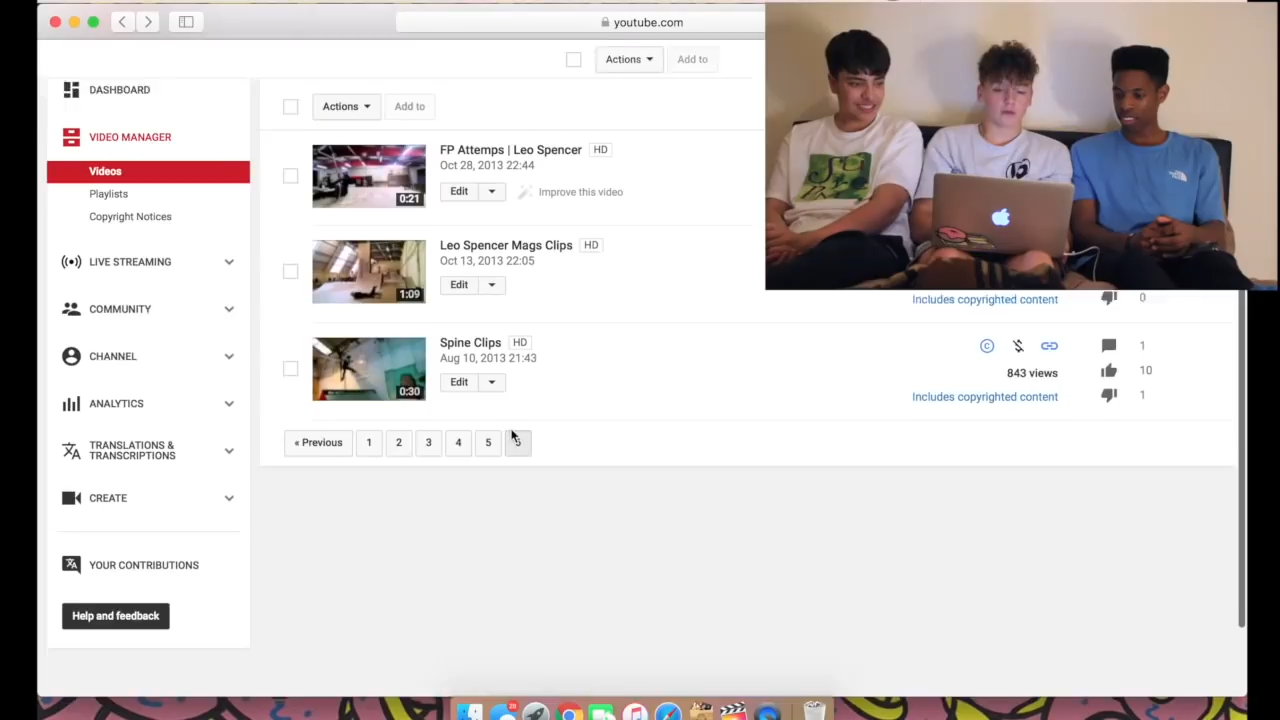 youtube.com
Actions
Add to
DASHBOARD
Actions
Add to
VIDEO MANAGER
FP Attemps | Leo Spencer HD
Oct 28, 2013 22:44
Videos
Edit
Improve this video
0:21
Playlists
Copyright Notices
Leo Spencer Mags Clips HD
Oct 13, 2013 22:05
LIVE STREAMING
Edit
1:09
Includes copyrighted content
0
COMMUNITY
Spine Clips HD
1
Aug 10, 2013 21:43
CHANNEL
843 views
10
Edit
0:30
Includes copyrighted content
1
ANALYTICS
« Previous 1 2 3 4 5
TRANSLATIONS &
TRANSCRIPTIONS
CREATE
YOUR CONTRIBUTIONS
Help and feedback
28